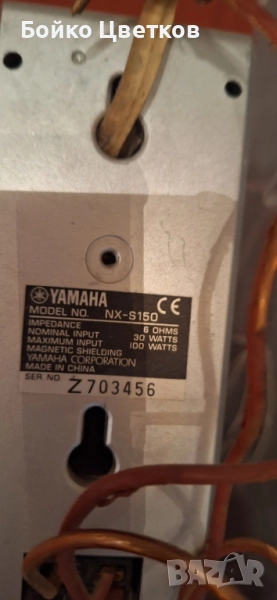 Бойко Цветков
YAMAHA CE
MODEL NO. NX-S150
IMPEDANCE 6 OHMS
NOMINAL INPUT 30 WATTS
MAXIMUM INPUT 100 WATTS
MAGNETIC SHIELDING
YAMAHA CORPORATION
MADE IN CHINA
SER NO Z703456
BAZAR